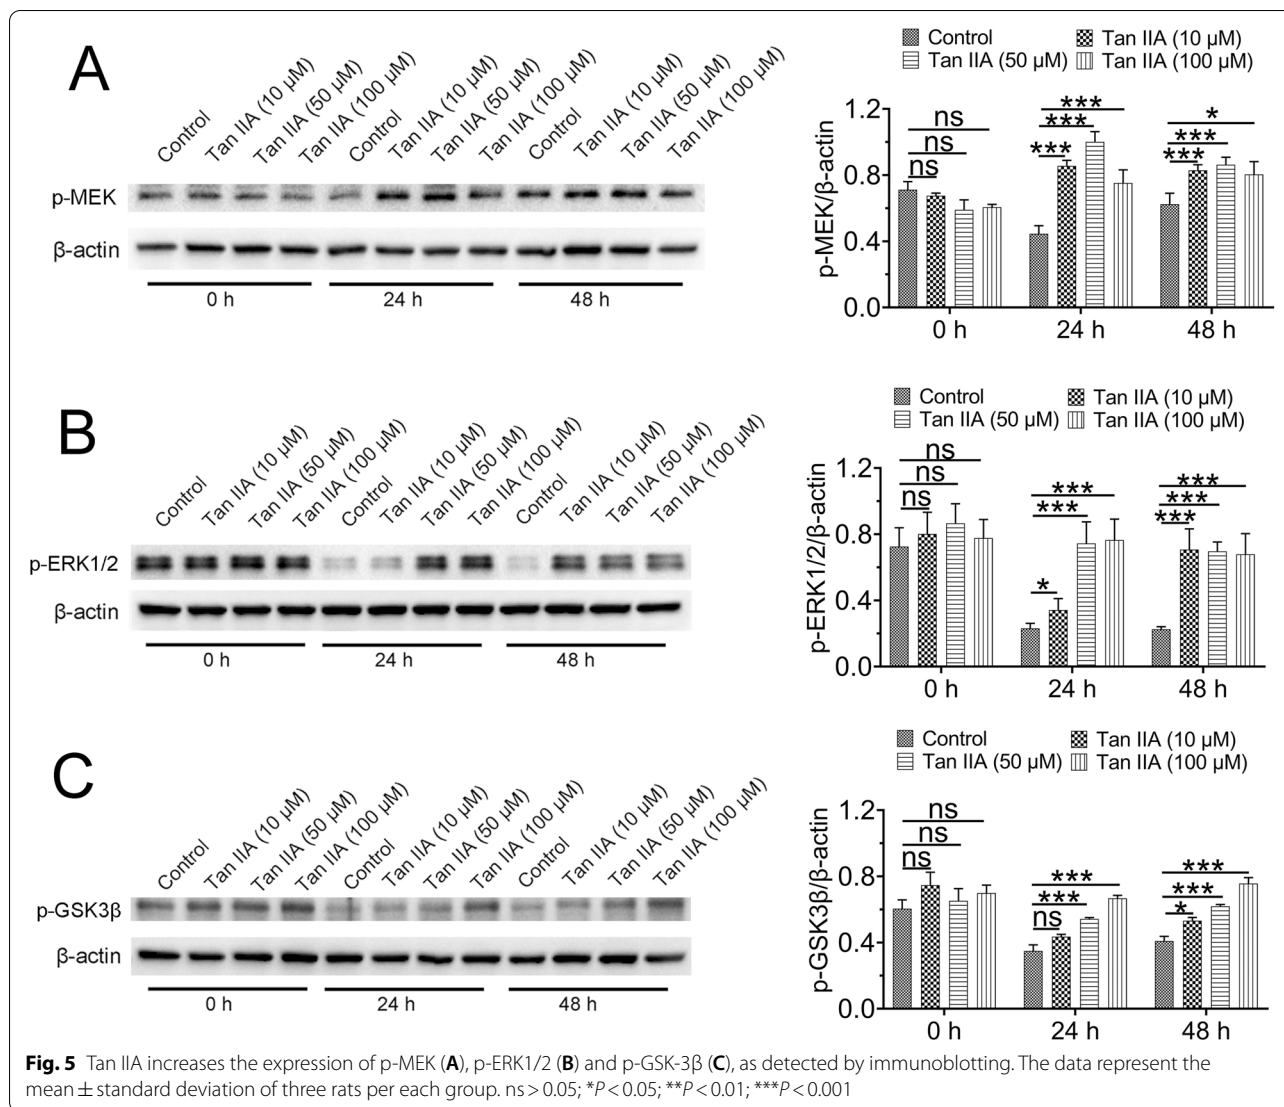 A
Control
Tan IIA (10 µM)
Tan IIA (50 µM)
Tan IIA (100 µM)
Control
Tan IIA (10 µM)
Tan IIA (50 µM)
Tan IIA (100 µM)
Control
Tan IIA (10 µM)
Tan IIA (50 µM)
Tan IIA (100 µM)
p-MEK
β-actin
0 h
24 h
48 h
Control
Tan IIA (10 µM)
Tan IIA (50 µM)
Tan IIA (100 µM)
p-MEK/β-actin
1.2
0.8
0.4
0.0
ns
ns
ns
***
***
***
*
***
***
0 h
24 h
48 h
B
Control
Tan IIA (10 µM)
Tan IIA (50 µM)
Tan IIA (100 µM)
Control
Tan IIA (10 µM)
Tan IIA (50 µM)
Tan IIA (100 µM)
Control
Tan IIA (10 µM)
Tan IIA (50 µM)
Tan IIA (100 µM)
p-ERK1/2
β-actin
0 h
24 h
48 h
Control
Tan IIA (10 µM)
Tan IIA (50 µM)
Tan IIA (100 µM)
p-ERK1/2/β-actin
1.2
0.8
0.4
0.0
ns
ns
ns
***
***
*
***
***
***
0 h
24 h
48 h
C
Control
Tan IIA (10 µM)
Tan IIA (50 µM)
Tan IIA (100 µM)
Control
Tan IIA (10 µM)
Tan IIA (50 µM)
Tan IIA (100 µM)
Control
Tan IIA (10 µM)
Tan IIA (50 µM)
Tan IIA (100 µM)
p-GSK3β
β-actin
0 h
24 h
48 h
Control
Tan IIA (10 µM)
Tan IIA (50 µM)
Tan IIA (100 µM)
p-GSK3β/β-actin
1.2
0.8
0.4
0.0
ns
ns
ns
***
***
ns
***
***
*
0 h
24 h
48 h
Fig. 5 Tan IIA increases the expression of p-MEK (A), p-ERK1/2 (B) and p-GSK-3β (C), as detected by immunoblotting. The data represent the
mean ± standard deviation of three rats per each group. ns > 0.05; *P < 0.05; **P < 0.01; ***P < 0.001